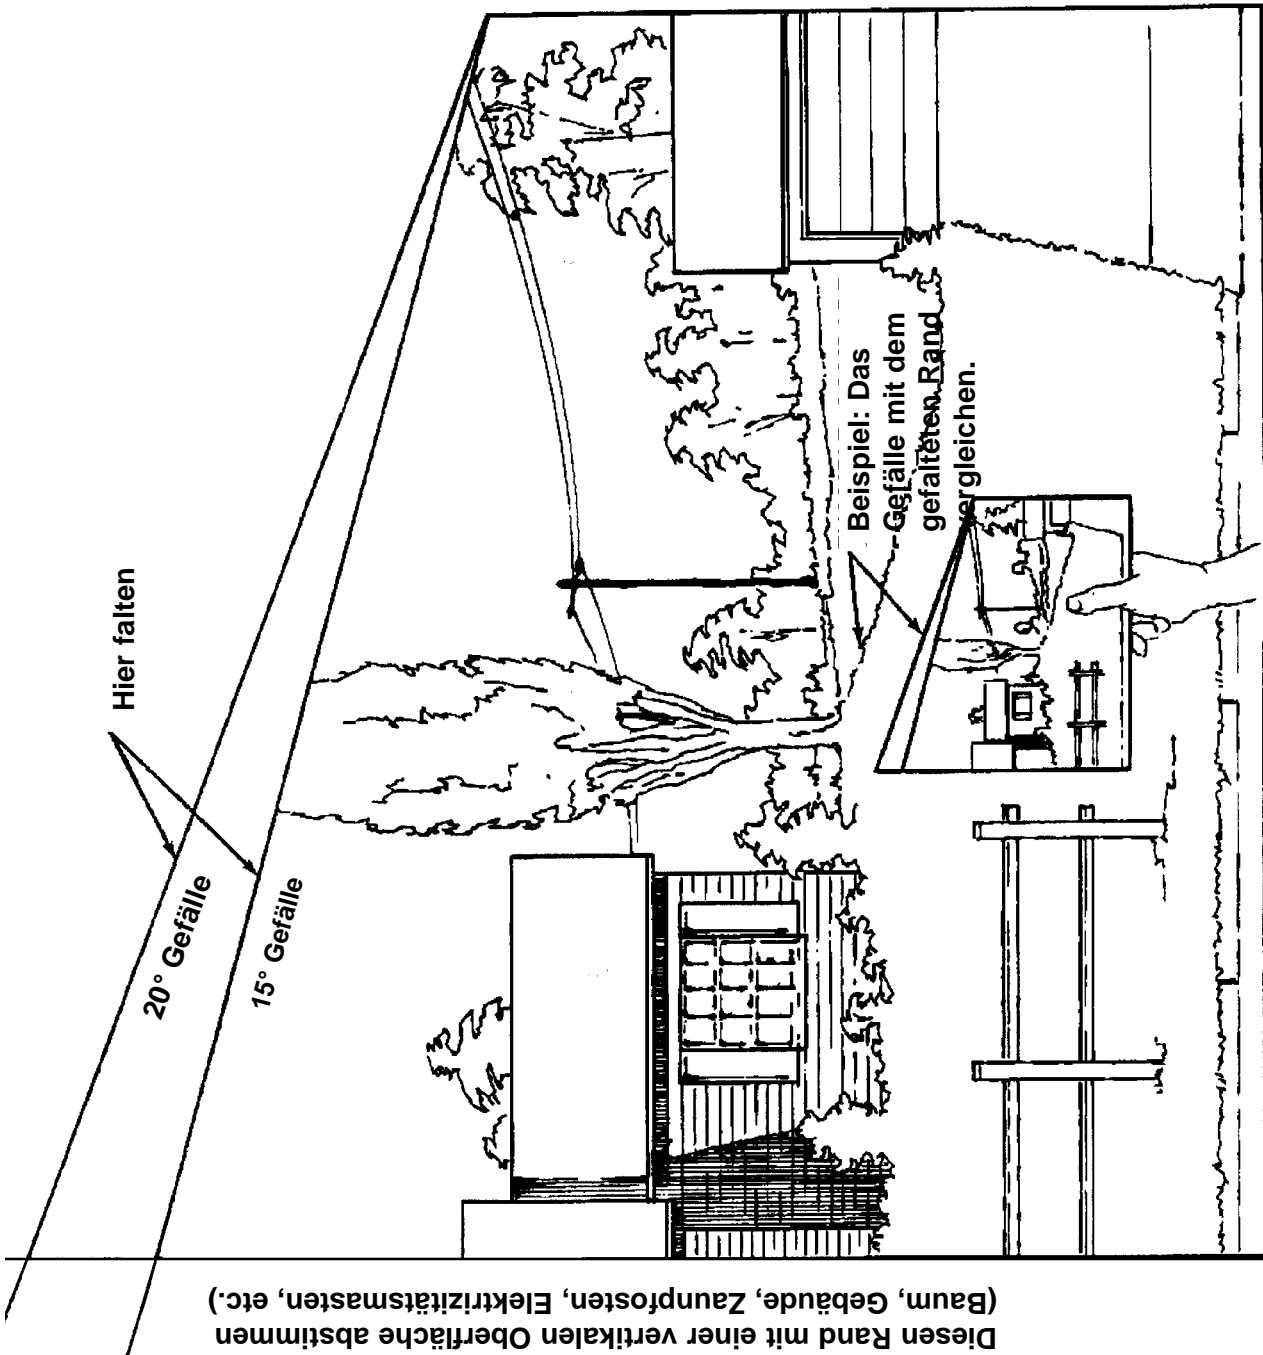 Hier falten
20° Gefälle
15° Gefälle
Beispiel: Das
Gefälle mit dem
gefalteten Rand
vergleichen.
Diesen Rand mit einer vertikalen Oberfläche abstimmen
(Baum, Gebäude, Zaunpfosten, Elektrizitätsmasten, etc.)